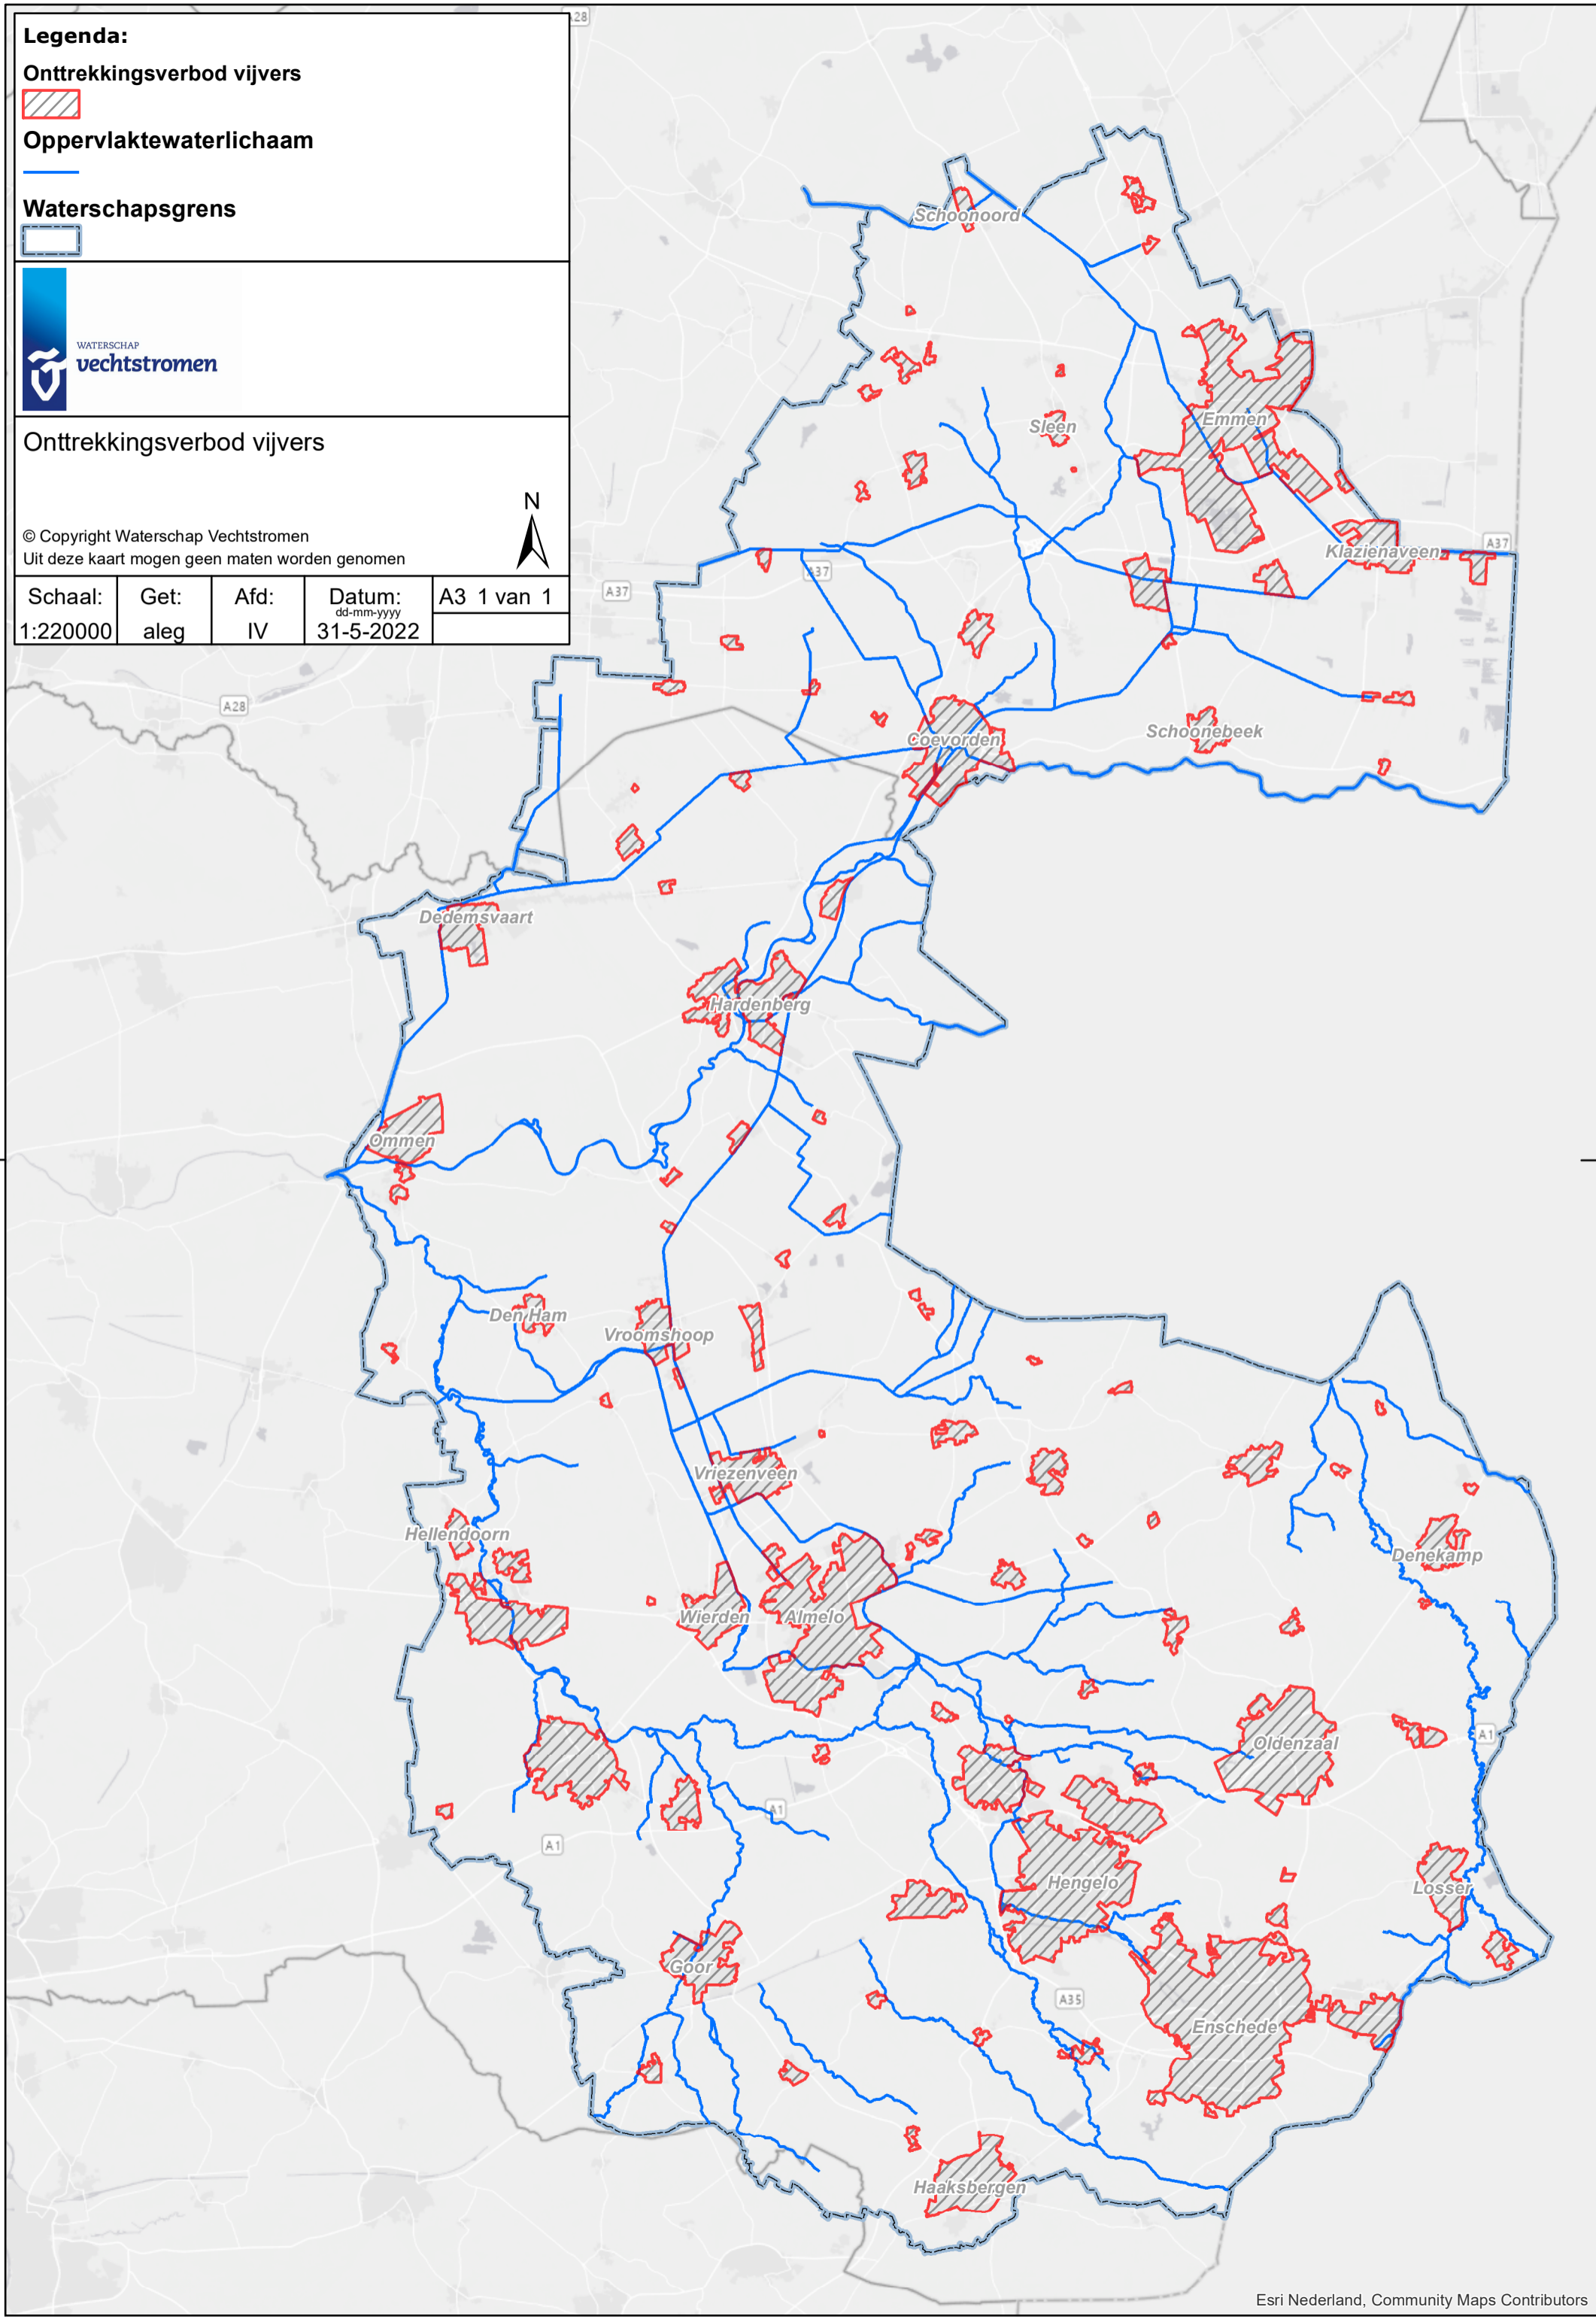 Legenda:
Onttrekkingsverbod vijvers
Oppervlaktewaterlichaam
Waterschapsgrens
WATERSCHAP
vechtstromen
Onttrekkingsverbod vijvers
N
© Copyright Waterschap Vechtstromen
Uit deze kaart mogen geen maten worden genomen
Schaal: Get: Afd: Datum: A3 1 van 1
dd-mm-yyyy
1:220000 aleg IV 31-5-2022
A28
Schoonoord
Emmen
Sleen
Klazienaveen
A37
A37
A37
A28
Schoonebeek
Coevorden
Dedemsvaart
Hardenberg
Ommen
Den Ham
Vroomshoop
Vriezenveen
Hellendoorn
Denekamp
Wierden
Almelo
A1
Oldenzaal
A1
A1
Hengelo
Losser
Goor
A35
Enschede
Haaksbergen
Esri Nederland, Community Maps Contributors